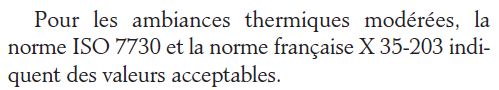 Pour les ambiances thermiques modérées, la
norme ISO 7730 et la norme française X 35-203 indi-
quent des valeurs acceptables.